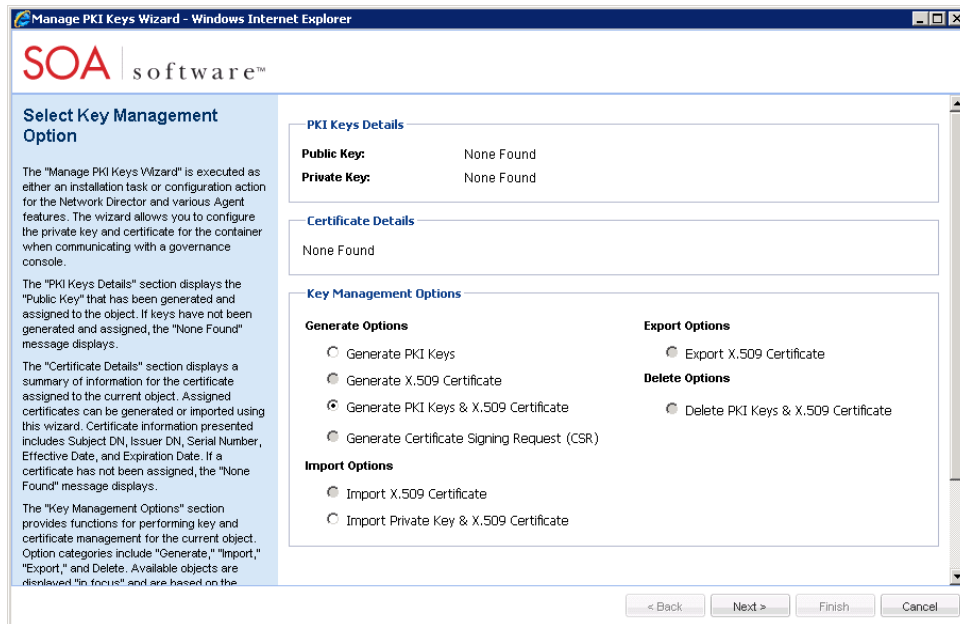 Manage PKI Keys Wizard - Windows Internet Explorer
SOA software™
Select Key Management
Option
The "Manage PKI Keys Wizard" is executed as
either an installation task or configuration action
for the Network Director and various Agent
features. The wizard allows you to configure
the private key and certificate for the container
when communicating with a governance
console.
The "PKI Keys Details" section displays the
"Public Key" that has been generated and
assigned to the object. If keys have not been
generated and assigned, the "None Found"
message displays.
The "Certificate Details" section displays a
summary of information for the certificate
assigned to the current object. Assigned
certificates can be generated or imported using
this wizard. Certificate information presented
includes Subject DN, Issuer DN, Serial Number,
Effective Date, and Expiration Date. If a
certificate has not been assigned, the "None
Found" message displays.
The "Key Management Options" section
provides functions for performing key and
certificate management for the current object.
Option categories include "Generate," "Import,"
"Export," and Delete. Available objects are
displayed "in focus" and are based on the
PKI Keys Details
Public Key: None Found
Private Key: None Found
Certificate Details
None Found
Key Management Options
Generate Options
Generate PKI Keys
Generate X.509 Certificate
Generate PKI Keys & X.509 Certificate
Generate Certificate Signing Request (CSR)
Import Options
Import X.509 Certificate
Import Private Key & X.509 Certificate
Export Options
Export X.509 Certificate
Delete Options
Delete PKI Keys & X.509 Certificate
< Back Next > Finish Cancel